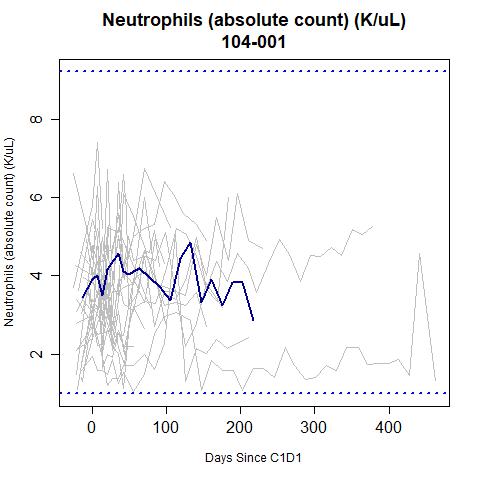 Neutrophils (absolute count) (K/uL)
104-001
Neutrophils (absolute count) (K/uL)
8
6
4
2
0 100 200 300 400
Days Since C1D1